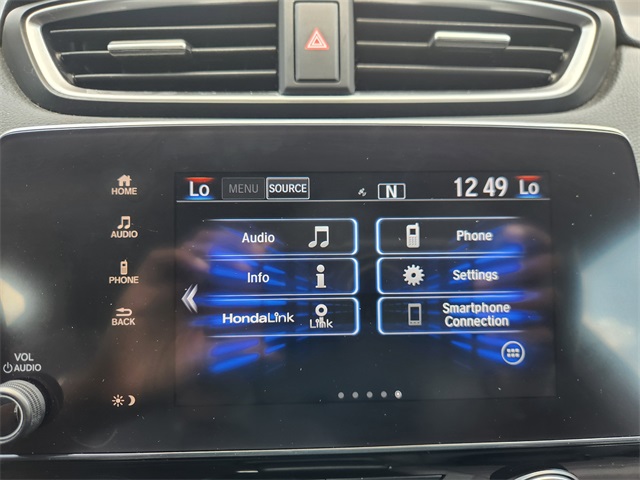 HOME
AUDIO
PHONE
BACK
VOL
AUDIO
Lo MENU SOURCE N 12 49 Lo
Audio
Phone
Info
Settings
HondaLink
Link
Smartphone
Connection